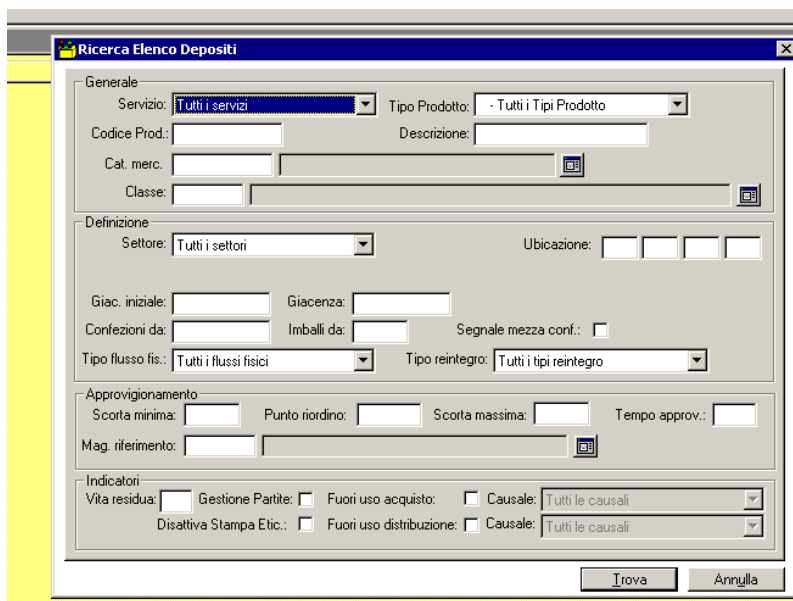 Ricerca Elenco Depositi
Generale
Servizio: Tutti i servizi Tipo Prodotto: - Tutti i Tipi Prodotto
Codice Prod.: Descrizione:
Cat. merc.
Classe:
Definizione
Settore: Tutti i settori Ubicazione:
Giac. iniziale: Giacenza:
Confezioni da: Imballi da: Segnale mezza conf.:
Tipo flusso fis.: Tutti i flussi fisici Tipo reintegro: Tutti i tipi reintegro
Approvigionamento
Scorta minima: Punto riordino: Scorta massima: Tempo approv.:
Mag. riferimento:
Indicatori
Vita residua: Gestione Partite: Fuori uso acquisto: Causale: Tutti le causali
Disattiva Stampa Etic.: Fuori uso distribuzione: Causale: Tutti le causali
Trova Annulla